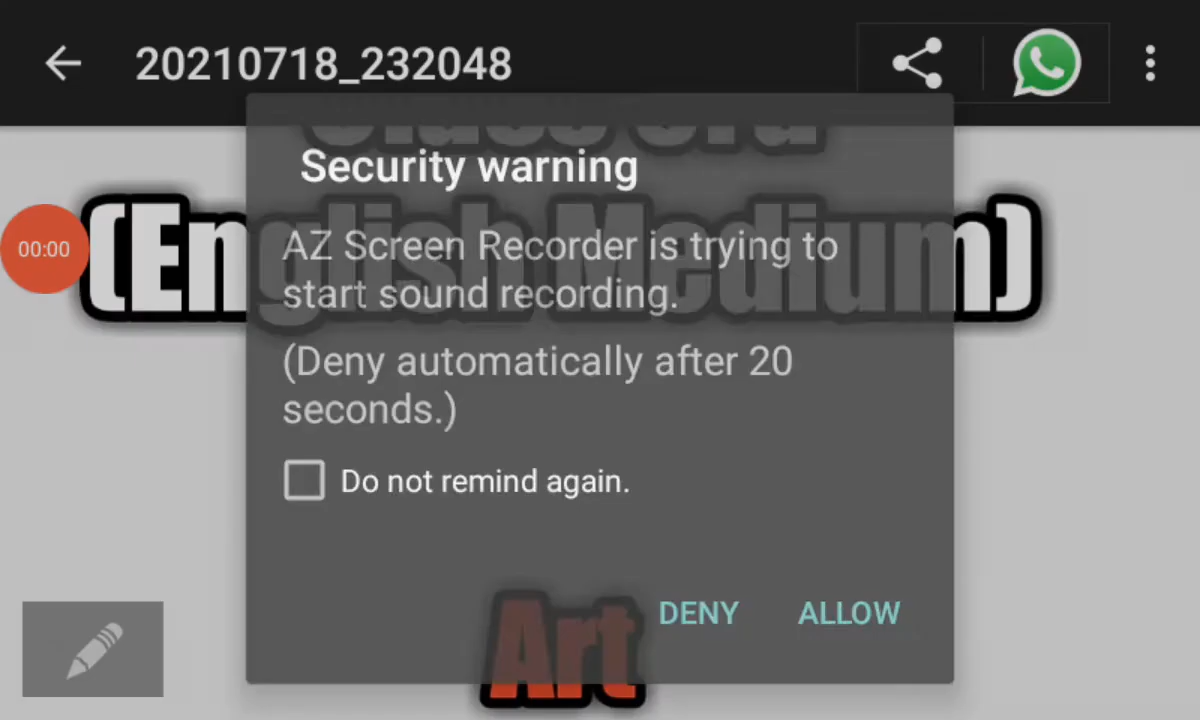 20210718_232048
Security warning
00:00
(English Medium)
AZ Screen Recorder is trying to
start sound recording.
(Deny automatically after 20
seconds.)
Do not remind again.
DENY ALLOW
Art